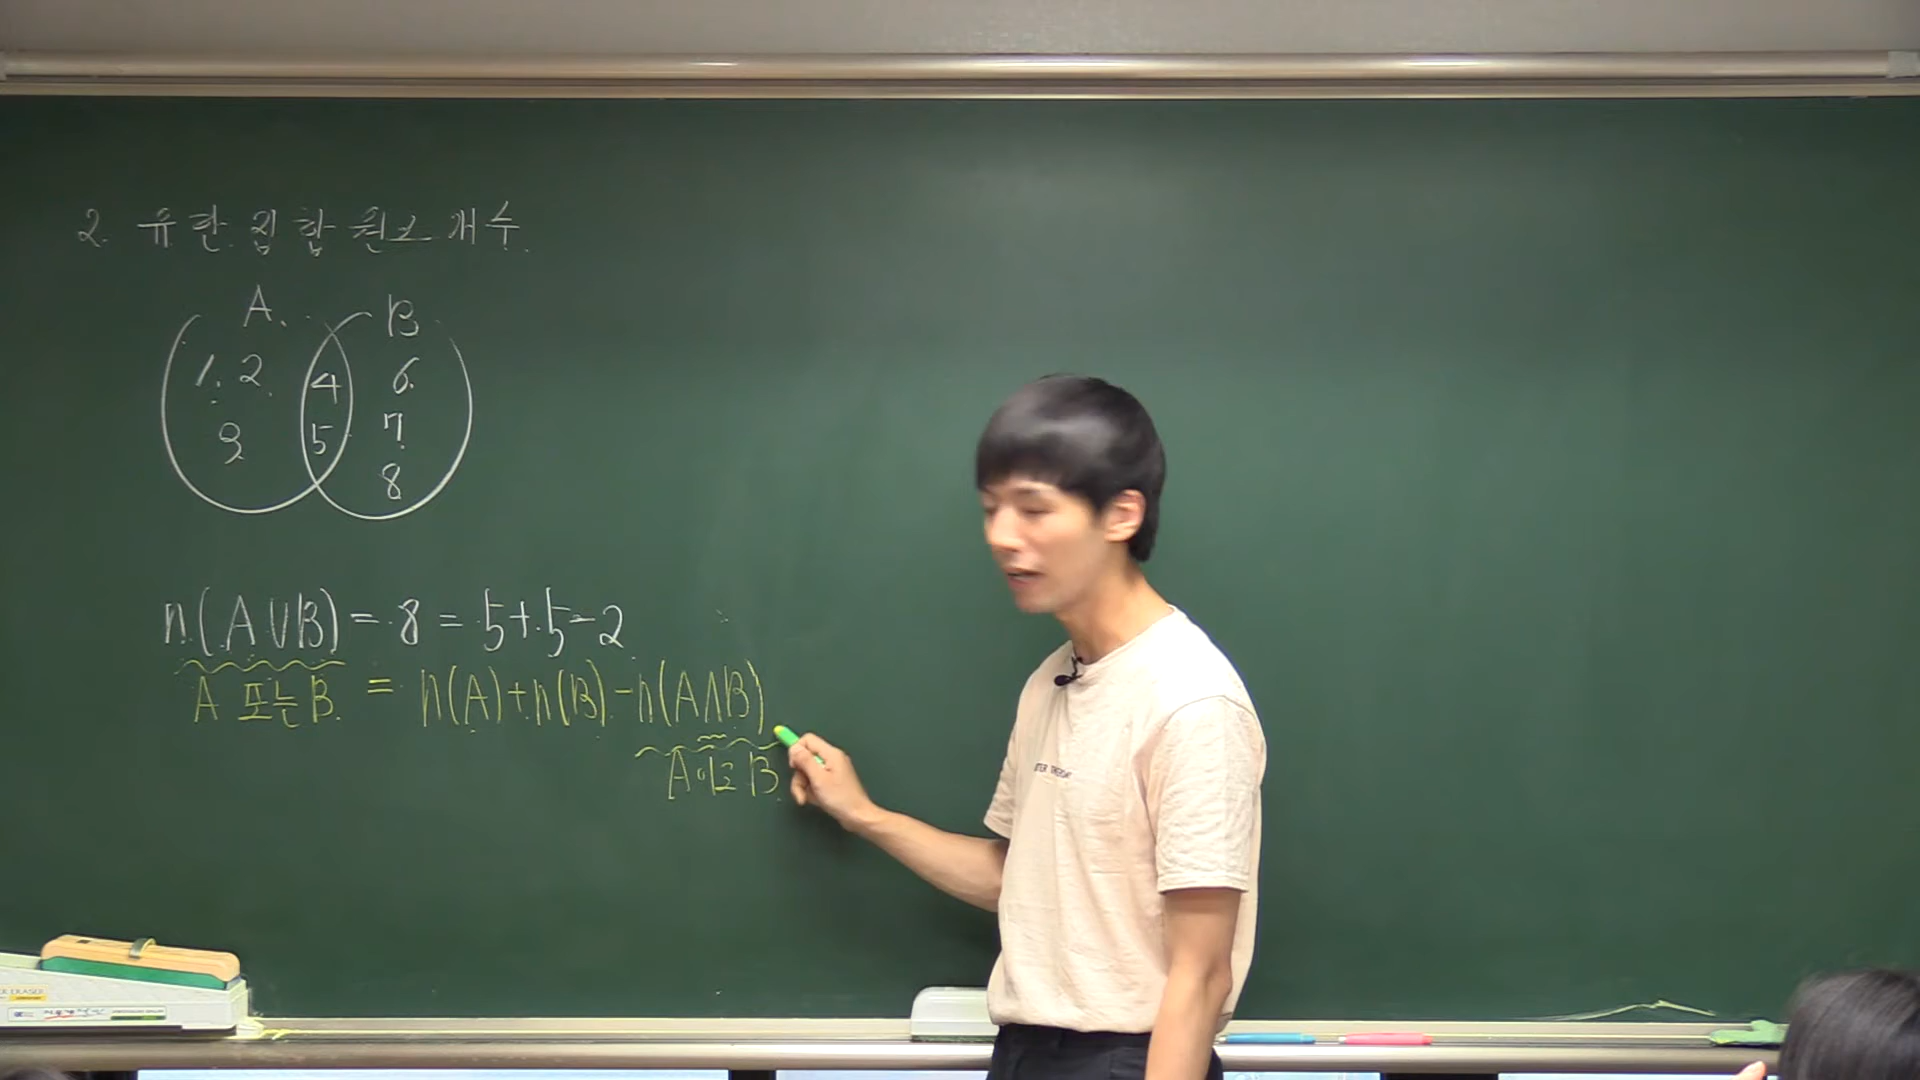 2. 유한 집합 원소 개수.
A. B
1. 2 4 6
3 5 7
8
n(A∪B) = 8 = 5+5-2
A 또는 B = n(A)+n(B)-n(A∩B)
A 이고 B
ERASER